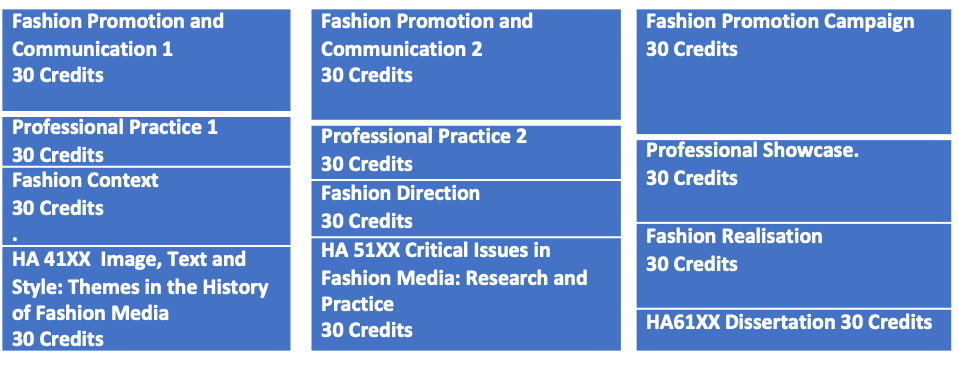 Fashion Promotion and
Communication 1
30 Credits
Professional Practice 1
30 Credits
Fashion Context
30 Credits
.
HA 41XX  Image, Text and
Style: Themes in the History
of Fashion Media
30 Credits
Fashion Promotion and
Communication 2
30 Credits
Professional Practice 2
30 Credits
Fashion Direction
30 Credits
HA 51XX Critical Issues in
Fashion Media: Research and
Practice
30 Credits
Fashion Promotion Campaign
30 Credits
Professional Showcase.
30 Credits
Fashion Realisation
30 Credits
HA61XX Dissertation 30 Credits